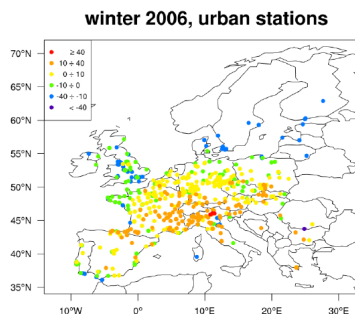 winter 2006, urban stations
70°N
65°N
60°N
55°N
50°N
45°N
40°N
35°N
≥ 40
10 ÷ 40
0 ÷ 10
-10 ÷ 0
-40 ÷ -10
< -40
10°W
0°E
10°E
20°E
30°E